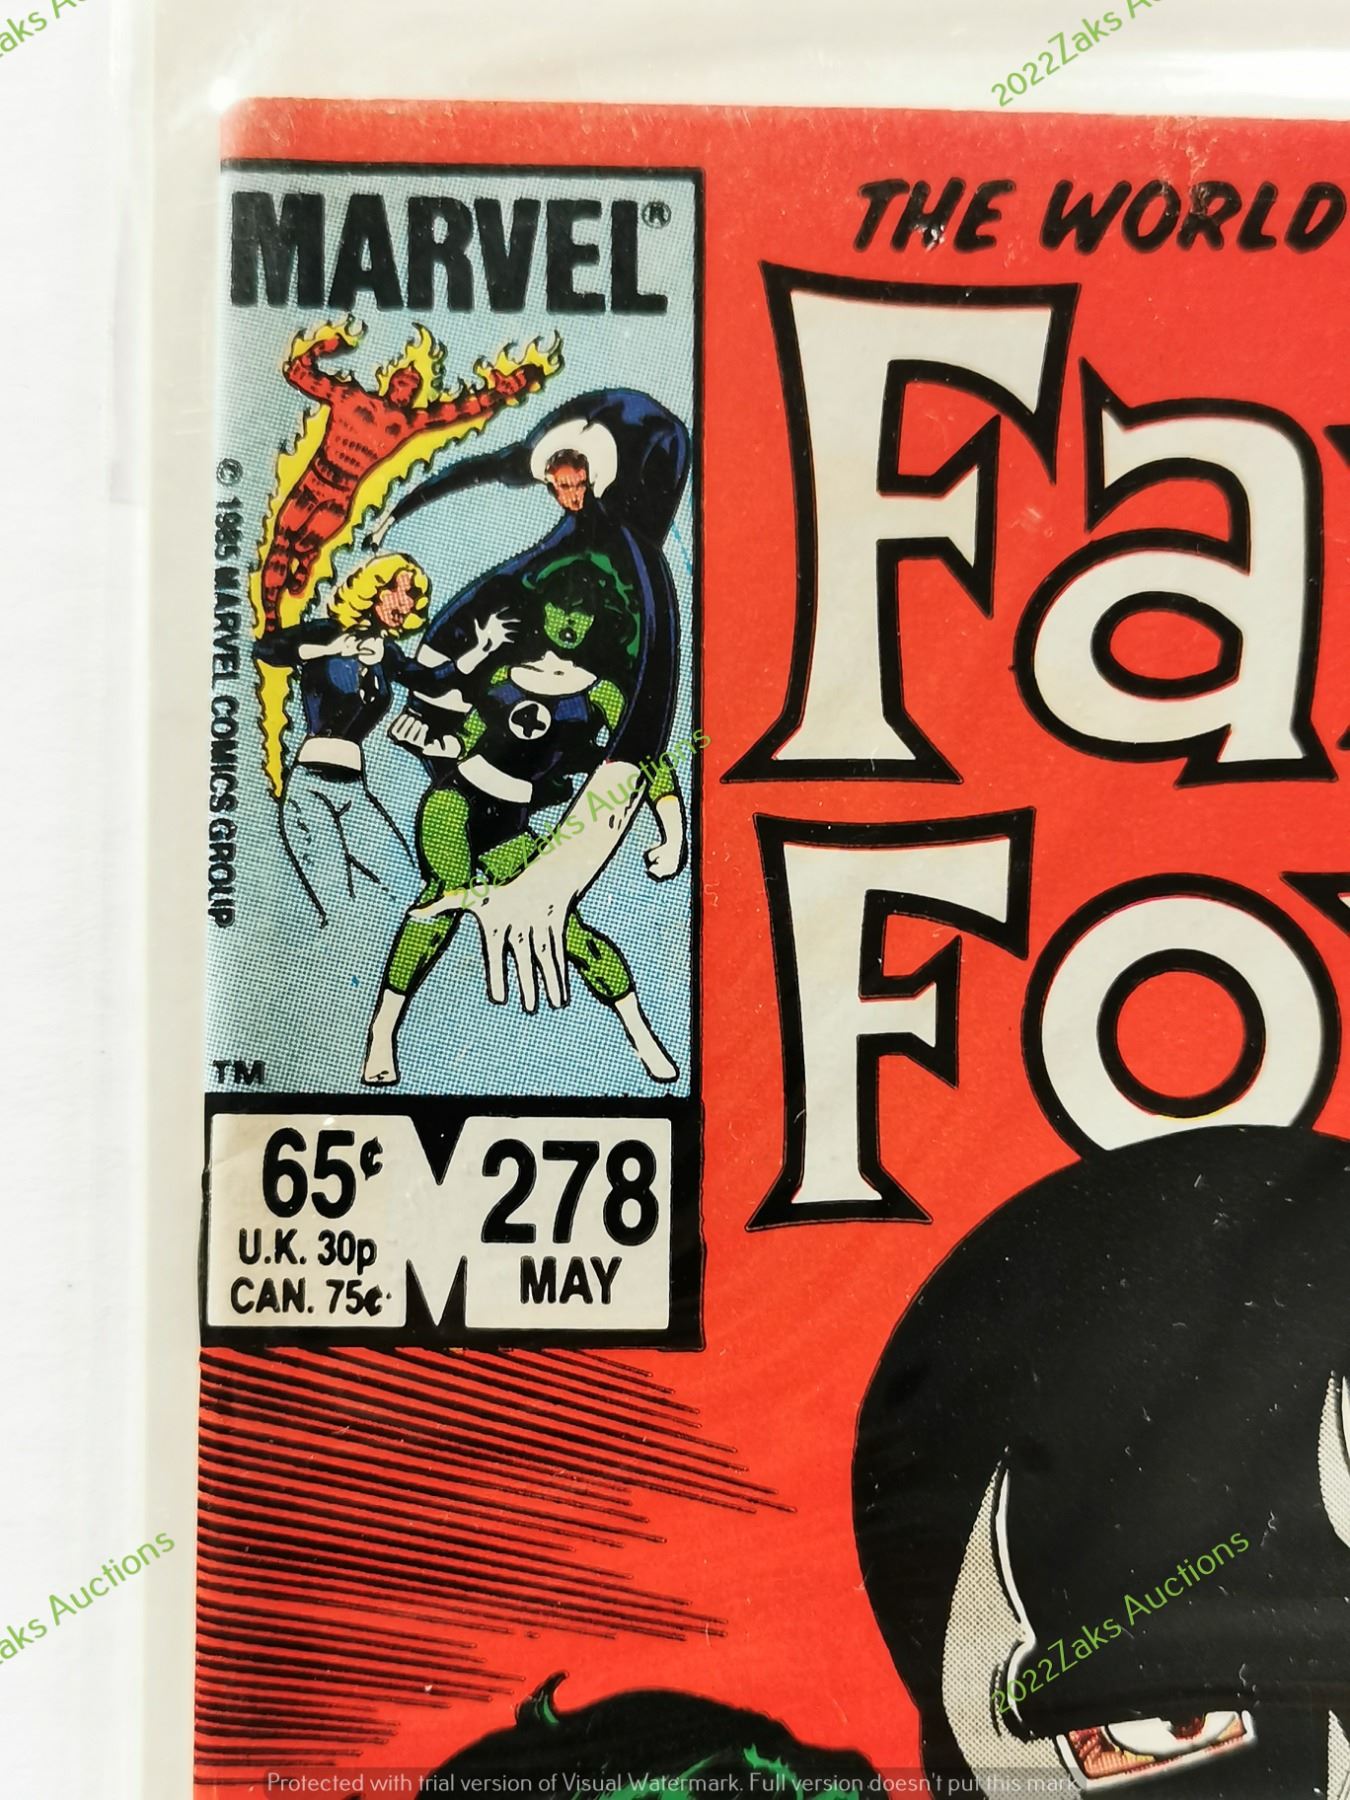 2022Zaks A
MARVEL®
THE WORLD
Fa
© 1985 MARVEL COMICS GROUP
Fo
TM
65¢
278
U.K. 30p
MAY
CAN. 75¢
2022Zaks Auctions
aks Auctions
2022Zaks Auctions
Protected with trial version of Visual Watermark. Full version doesn't put this mark.